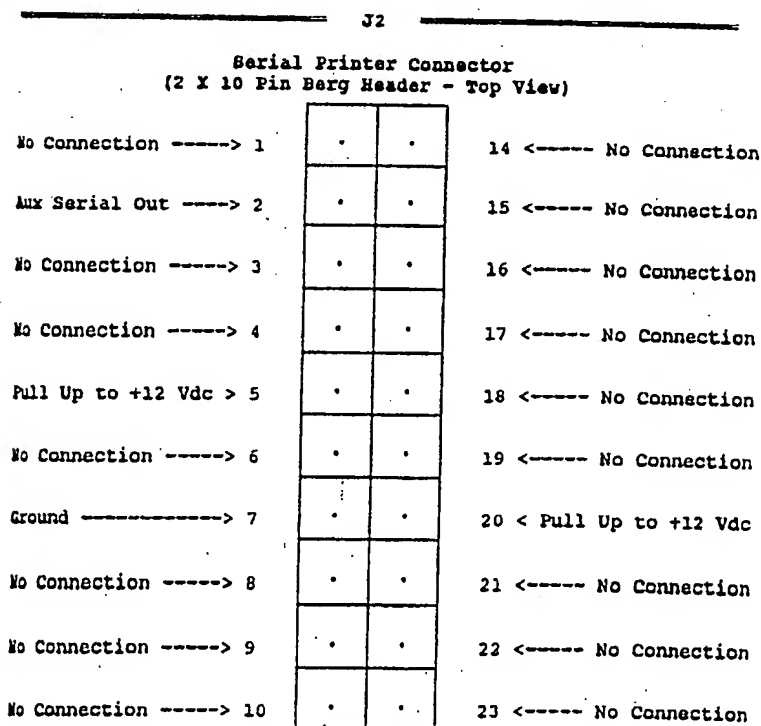 J2
Serial Printer Connector
(2 X 10 Pin Berg Header - Top View)
No Connection -----> 1 14 <----- No Connection
Aux Serial Out ----> 2 15 <----- No Connection
No Connection -----> 3 16 <----- No Connection
No Connection -----> 4 17 <----- No Connection
Pull Up to +12 Vdc > 5 18 <----- No Connection
No Connection -----> 6 19 <----- No Connection
Ground ------------> 7 20 < Pull Up to +12 Vdc
No Connection -----> 8 21 <----- No Connection
No Connection -----> 9 22 <----- No Connection
No Connection -----> 10 23 <----- No Connection